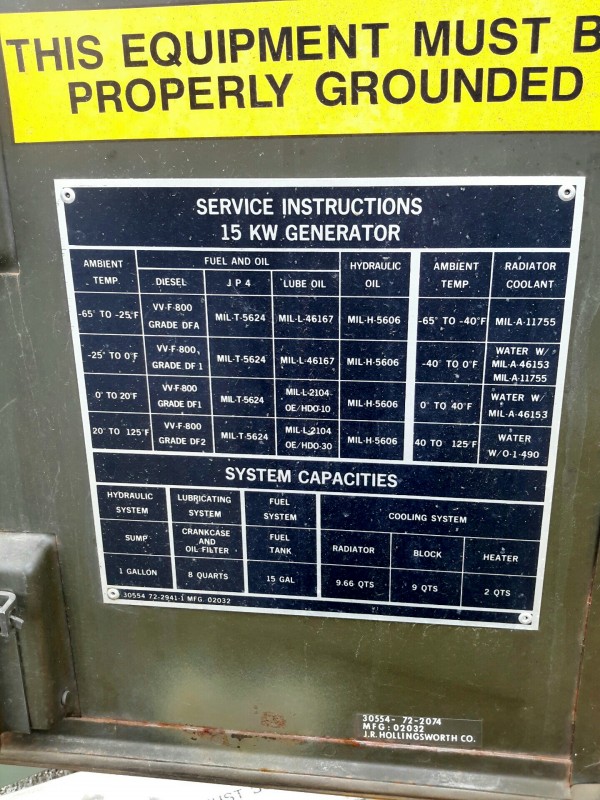 THIS EQUIPMENT MUST B
PROPERLY GROUNDED
SERVICE INSTRUCTIONS
15 KW GENERATOR
AMBIENT TEMP. FUEL AND OIL HYDRAULIC OIL AMBIENT TEMP. RADIATOR COOLANT
DIESEL J P 4 LUBE OIL
-65° TO -25°F VV-F-800 GRADE DFA MIL-T-5624 MIL-L-46167 MIL-H-5606 -65° TO -40°F MIL-A-11755
-25° TO 0°F VV-F-800, GRADE DF 1 MIL-T-5624 MIL-L-46167 MIL-H-5606 -40° TO 0°F WATER W/ MIL-A-46153 MIL-A-11755
0° TO 20°F VV-F-800 GRADE DF1 MIL-T-5624 MIL-L-2104 OE/HDO-10 MIL-H-5606 0° TO 40°F WATER W/ MIL-A-46153
20° TO 125°F VV-F-800 GRADE DF2 MIL-T-5624 MIL-L-2104 OE/HDO-30 MIL-H-5606 40 TO 125°F WATER W/O-I-490
SYSTEM CAPACITIES
HYDRAULIC SYSTEM LUBRICATING SYSTEM FUEL SYSTEM COOLING SYSTEM
SUMP CRANKCASE AND OIL FILTER FUEL TANK RADIATOR BLOCK HEATER
1 GALLON 8 QUARTS 15 GAL 9.66 QTS 9 QTS 2 QTS
30554 72-2941-1 MFG. 02032
30554- 72-2074
MFG: 02032
J.R. HOLLINGSWORTH CO.